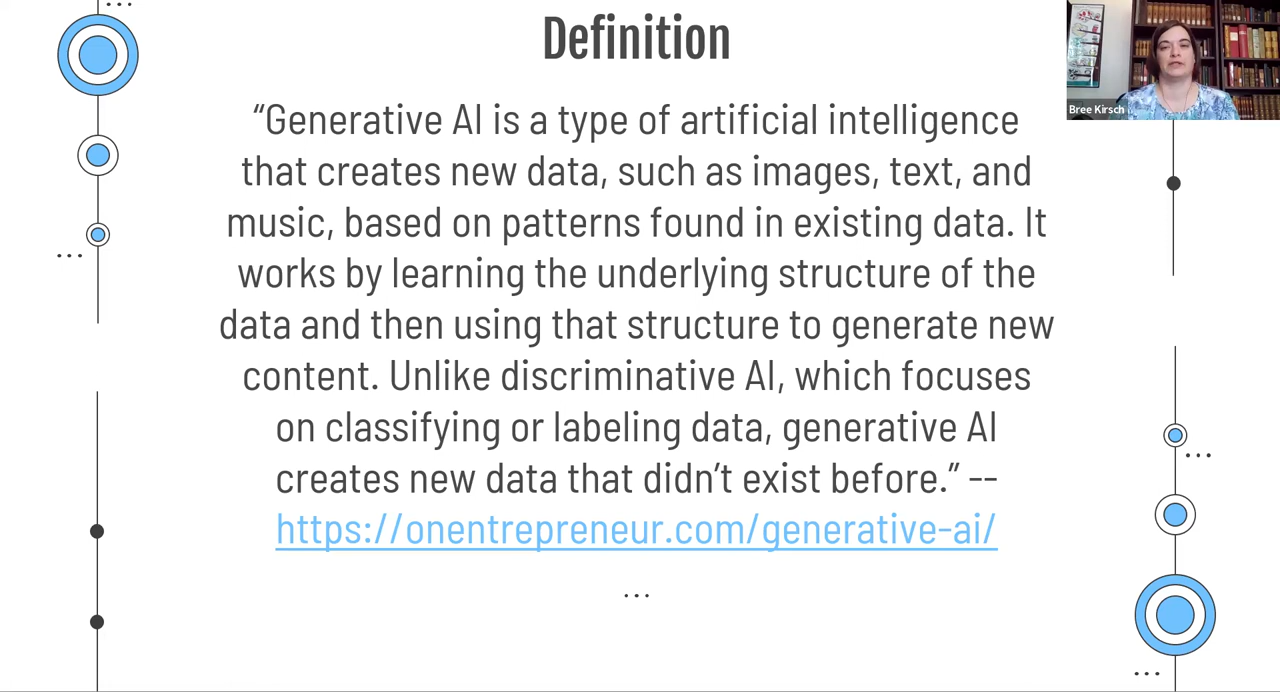 Definition
“Generative AI is a type of artificial intelligence
that creates new data, such as images, text, and
music, based on patterns found in existing data. It
works by learning the underlying structure of the
data and then using that structure to generate new
content. Unlike discriminative AI, which focuses
on classifying or labeling data, generative AI
creates new data that didn’t exist before.” --
https://onentrepreneur.com/generative-ai/
...
Bree Kirsch